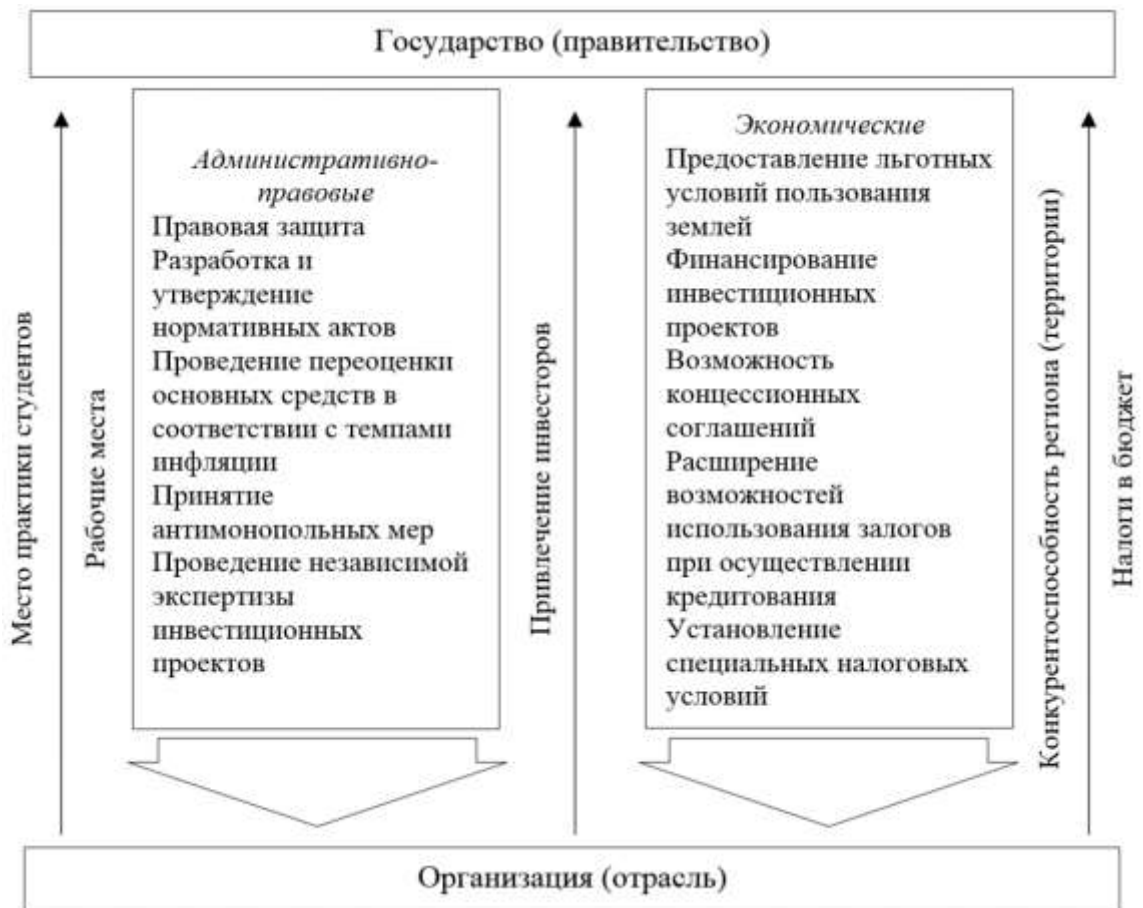 Государство (правительство)
Место практики студентов
Рабочие места
Административно-
правовые
Правовая защита
Разработка и
утверждение
нормативных актов
Проведение переоценки
основных средств в
соответствии с темпами
инфляции
Принятие
антимонопольных мер
Проведение независимой
экспертизы
инвестиционных
проектов
Привлечение инвесторов
Экономические
Предоставление льготных
условий пользования
землей
Финансирование
инвестиционных
проектов
Возможность
концессионных
соглашений
Расширение
возможностей
использования залогов
при осуществлении
кредитования
Установление
специальных налоговых
условий
Конкурентоспособность региона (территории)
Налоги в бюджет
Организация (отрасль)